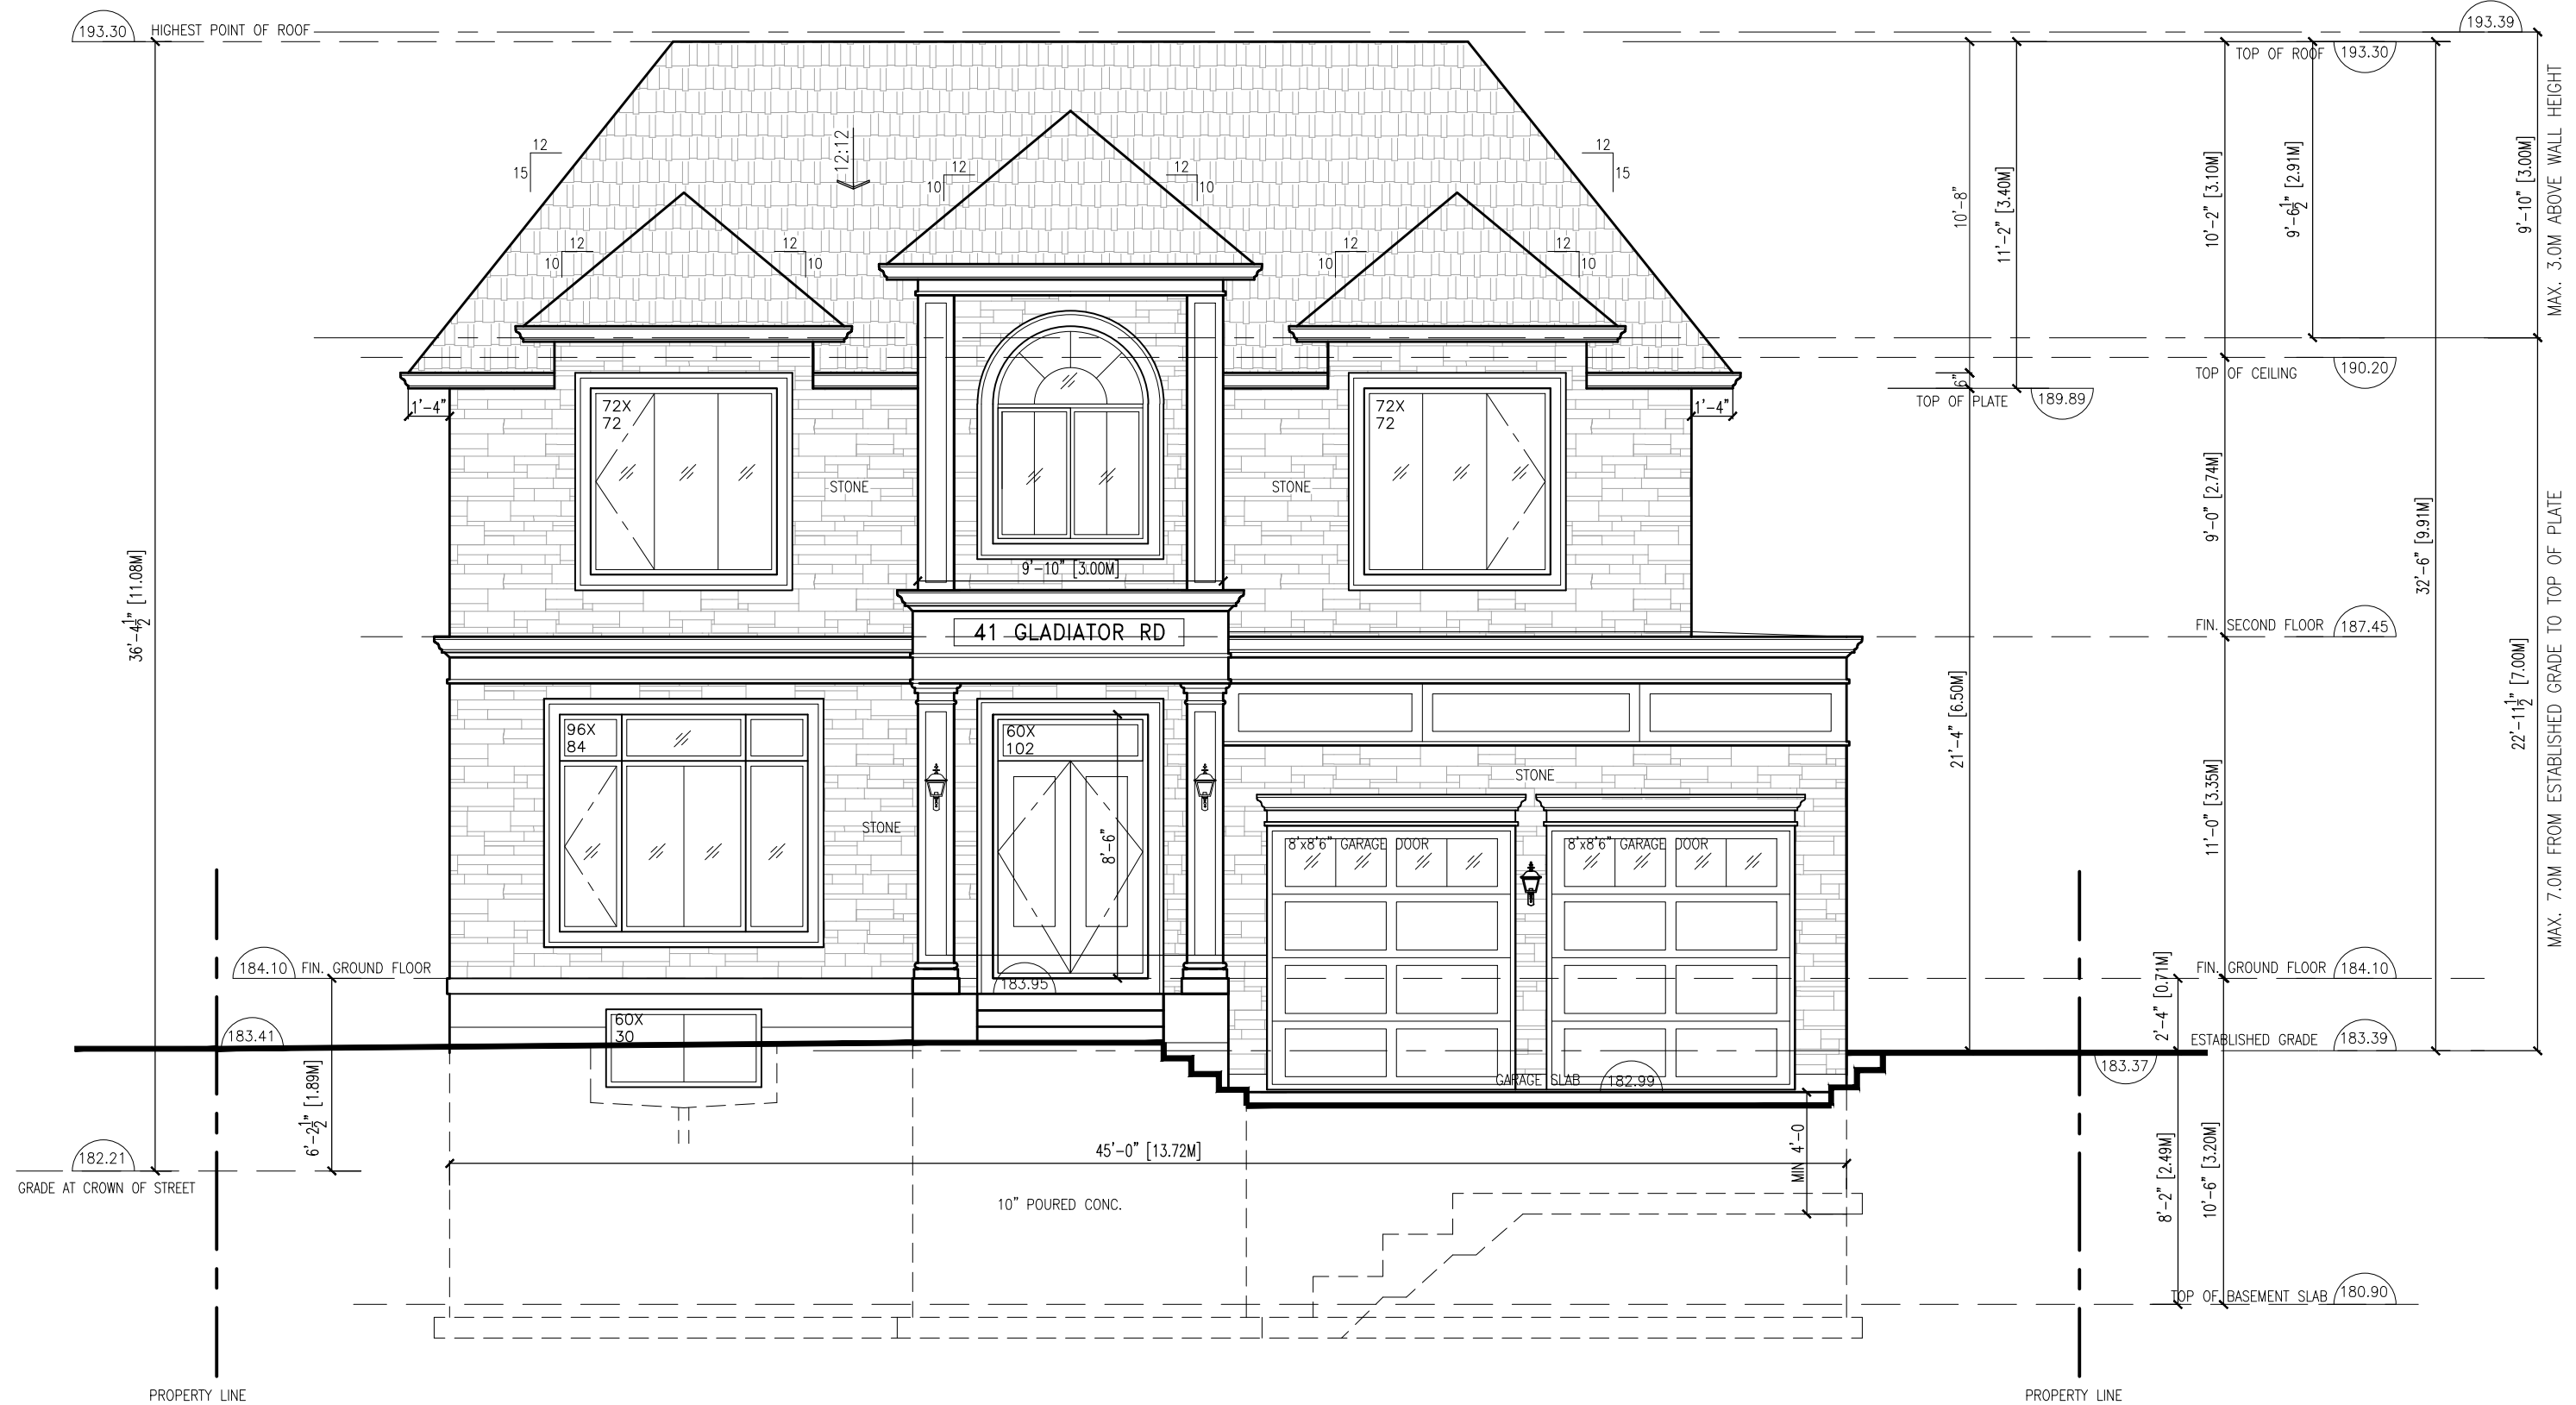 193.30 HIGHEST POINT OF ROOF
193.39
TOP OF ROOF 193.30
12
15
12:12
12
10
12
10
12
15
12
10
12
10
12
10
12
10
10'-8"
11'-2" [3.40M]
10'-2" [3.10M]
9'-6 1/2" [2.91M]
9'-10" [3.00M]
MAX. 3.0M ABOVE WALL HEIGHT
TOP OF CEILING 190.20
6"
TOP OF PLATE 189.89
1'-4"
1'-4"
72X
72
72X
72
STONE
STONE
9'-0" [2.74M]
32'-6" [9.91M]
36'-4 1/2" [11.08M]
9'-10" [3.00M]
41 GLADIATOR RD
FIN. SECOND FLOOR 187.45
MAX. 7.0M FROM ESTABLISHED GRADE TO TOP OF PLATE
22'-11 1/2" [7.00M]
21'-4" [6.50M]
11'-0" [3.35M]
96X
84
60X
102
8'-6"
STONE
STONE
8'x8'6" GARAGE DOOR
8'x8'6" GARAGE DOOR
184.10 FIN. GROUND FLOOR
183.95
FIN. GROUND FLOOR 184.10
2'-4" [0.71M]
183.41
60X
30
ESTABLISHED GRADE 183.39
183.37
GARAGE SLAB 182.99
6'-2 1/2" [1.89M]
182.21
GRADE AT CROWN OF STREET
45'-0" [13.72M]
MIN 4'-0
8'-2" [2.49M]
10'-6" [3.20M]
10" POURED CONC.
TOP OF BASEMENT SLAB 180.90
PROPERTY LINE
PROPERTY LINE